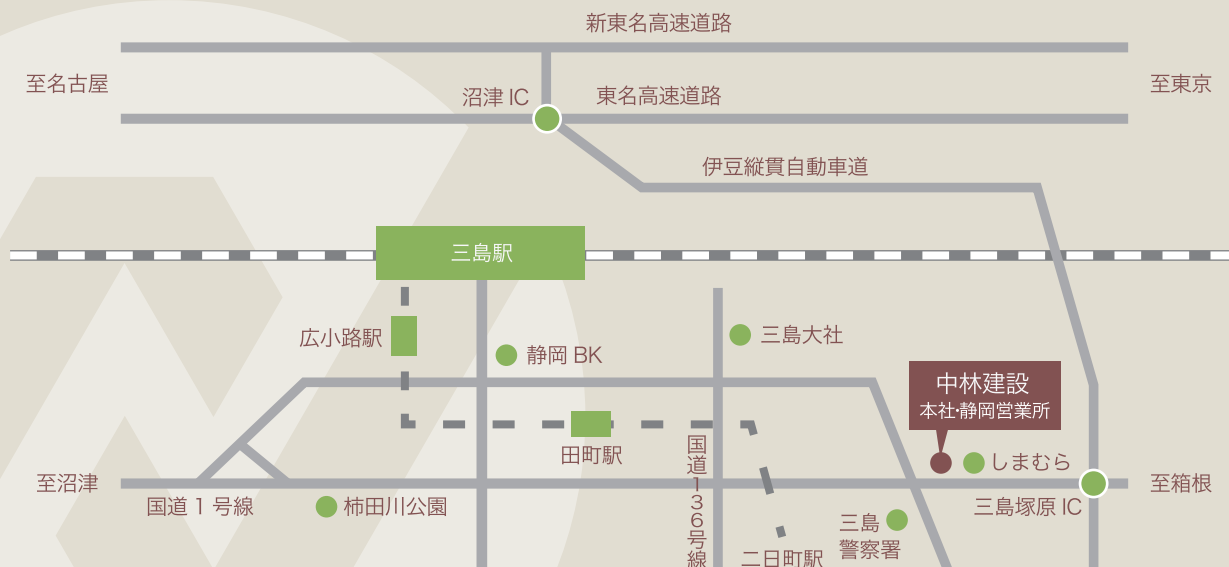 新東名高速道路
至名古屋
至東京
沼津 IC
東名高速道路
伊豆縦貫自動車道
三島駅
広小路駅
静岡 BK
三島大社
中林建設
本社・静岡営業所
田町駅
国道136号線
しまむら
至沼津
至箱根
国道 1 号線
柿田川公園
三島塚原 IC
三島
警察署
二日町駅